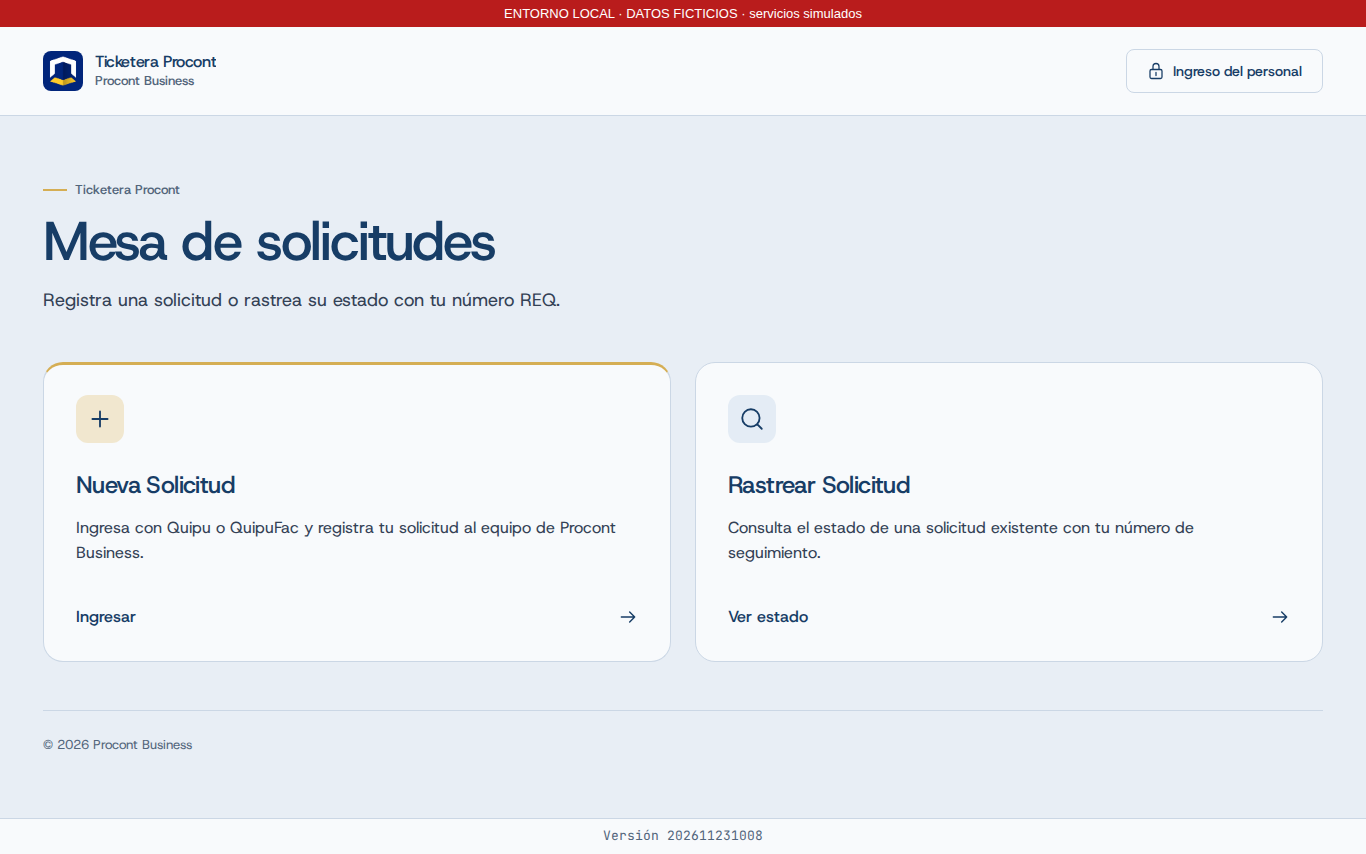 ENTORNO LOCAL · DATOS FICTICIOS · servicios simulados
Ticketera Procont
Procont Business
Ingreso del personal
Ticketera Procont
Mesa de solicitudes
Registra una solicitud o rastrea su estado con tu número REQ.
Nueva Solicitud
Ingresa con Quipu o QuipuFac y registra tu solicitud al equipo de Procont
Business.
Ingresar
Rastrear Solicitud
Consulta el estado de una solicitud existente con tu número de
seguimiento.
Ver estado
© 2026 Procont Business
Versión 202611231008